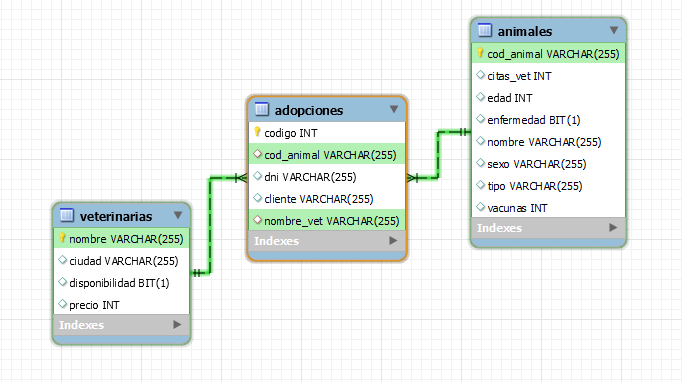 animales
cod_animal VARCHAR(255)
citas_vet INT
edad INT
enfermedad BIT(1)
nombre VARCHAR(255)
sexo VARCHAR(255)
tipo VARCHAR(255)
vacunas INT
Indexes
adopciones
codigo INT
cod_animal VARCHAR(255)
dni VARCHAR(255)
cliente VARCHAR(255)
nombre_vet VARCHAR(255)
Indexes
veterinarias
nombre VARCHAR(255)
ciudad VARCHAR(255)
disponibilidad BIT(1)
precio INT
Indexes